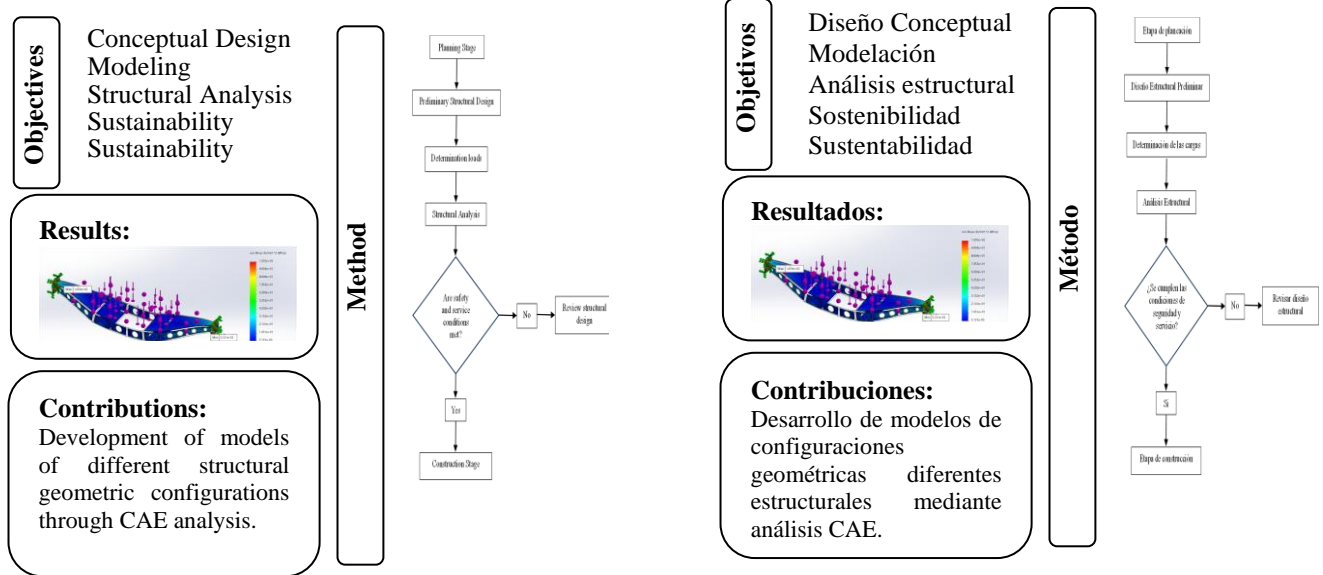 Objectives
Conceptual Design
Modeling
Structural Analysis
Sustainability
Sustainability
Results:
Contributions:
Development of models
of different structural
geometric configurations
through CAE analysis.
Method
Planning Stage
Preliminary Structural Design
Determination loads
Structural Analysis
Are safety
and service
conditions
met?
No
Review structural
design
Yes
Construction Stage
Objetivos
Diseño Conceptual
Modelación
Análisis estructural
Sostenibilidad
Sustentabilidad
Resultados:
Contribuciones:
Desarrollo de modelos de
configuraciones
geométricas diferentes
estructurales mediante
análisis CAE.
Método
Etapa de planeación
Diseño Estructural Preliminar
Determinación de las cargas
Análisis Estructural
¿Se cumplen las
condiciones de
seguridad y
servicio?
No
Revisar diseño
estructural
Si
Etapa de construcción